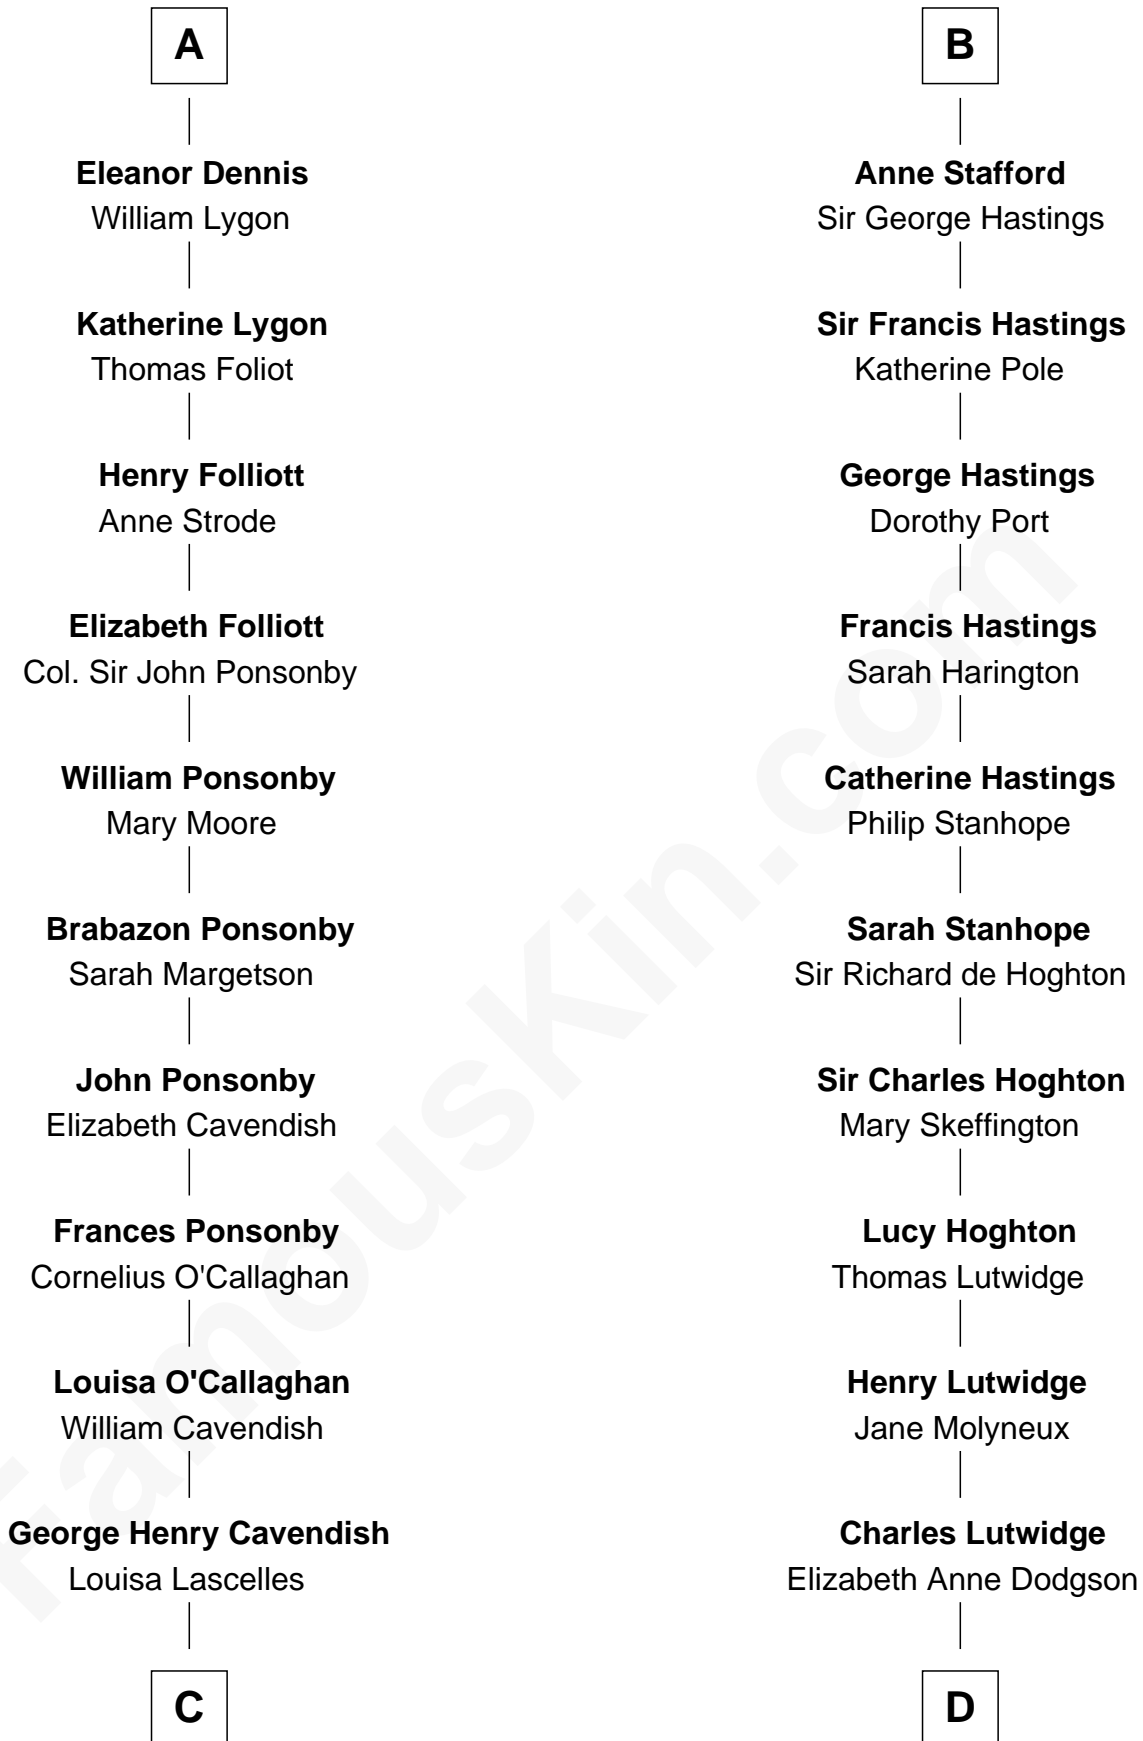 A
Eleanor Dennis
William Lygon
Katherine Lygon
Thomas Foliot
Henry Folliott
Anne Strode
Elizabeth Folliott
Col. Sir John Ponsonby
William Ponsonby
Mary Moore
Brabazon Ponsonby
Sarah Margetson
John Ponsonby
Elizabeth Cavendish
Frances Ponsonby
Cornelius O'Callaghan
Louisa O'Callaghan
William Cavendish
George Henry Cavendish
Louisa Lascelles
C
B
Anne Stafford
Sir George Hastings
Sir Francis Hastings
Katherine Pole
George Hastings
Dorothy Port
Francis Hastings
Sarah Harington
Catherine Hastings
Philip Stanhope
Sarah Stanhope
Sir Richard de Hoghton
Sir Charles Hoghton
Mary Skeffington
Lucy Hoghton
Thomas Lutwidge
Henry Lutwidge
Jane Molyneux
Charles Lutwidge
Elizabeth Anne Dodgson
D
FamousKin.com